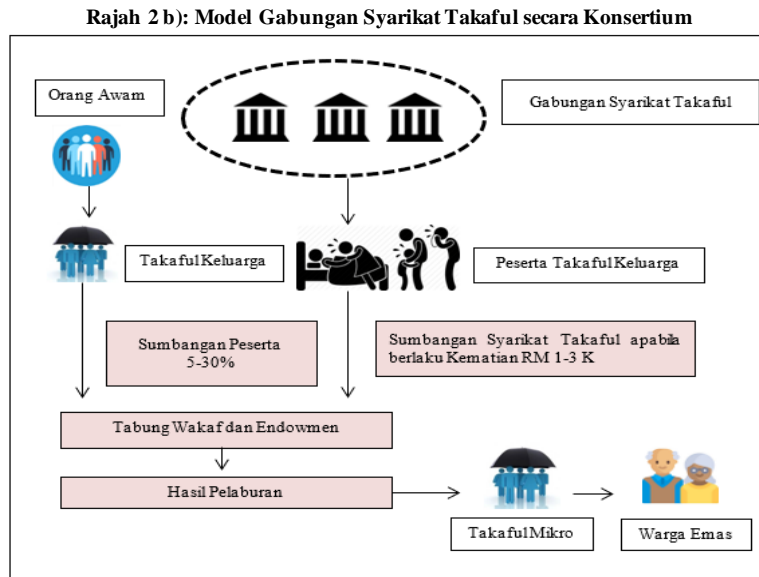 Rajah 2 b): Model Gabungan Syarikat Takaful secara Konsertium
Orang Awam
Gabungan Syarikat Takaful
Takaful Keluarga
Peserta Takaful Keluarga
Sumbangan Peserta
5-30%
Sumbangan Syarikat Takaful apabila
berlaku Kematian RM 1-3 K
Tabung Wakaf dan Endowmen
Hasil Pelaburan
Takaful Mikro
Warga Emas